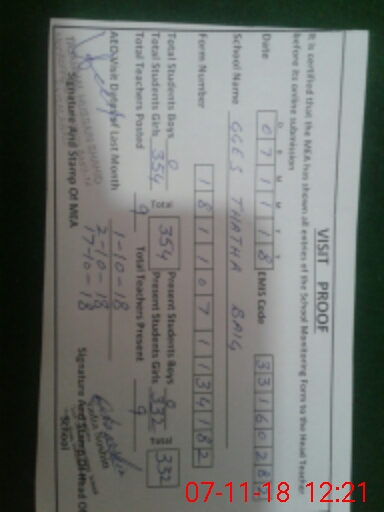 VISIT PROOF
It is certified that the MEA has shown all entries of the School Monitoring Form to the Head Teacher
before its online submission
D D M M Y Y
Date 0 7 1 1 1 8 EMIS Code 3 3 1 6 0 2 8
School Name GGES THATHA BAIG
Form Number 1 8 1 1 0 7 1 1 3 4 1 8 2
Total Students Boys 0 Total 354 Present Students Boys 0 Total 332
Total Students Girls 354 Present Students Girls 332
Total Teachers Posted 9 Total Teachers Present 9
AEOs Visit Dates of Last Month 1-10-18
2-10-18
17-10-18
Signature And Stamp Of MEA Signature And Stamp Of Head Of
School
07-11-18 12:21